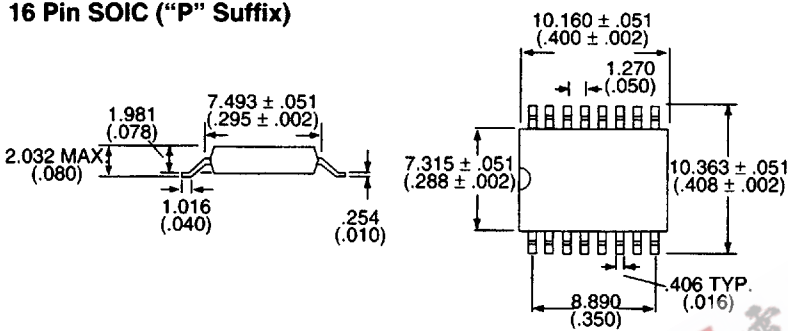 16 Pin SOIC (“P” Suffix)
10.160 ± .051
(.400 ± .002)
1.270
(.050)
1.981
(.078)
7.493 ± .051
(.295 ± .002)
2.032 MAX
(.080)
7.315 ± .051
(.288 ± .002)
10.363 ± .051
(.408 ± .002)
1.016
(.040)
.254
(.010)
.406 TYP.
(.016)
8.890
(.350)